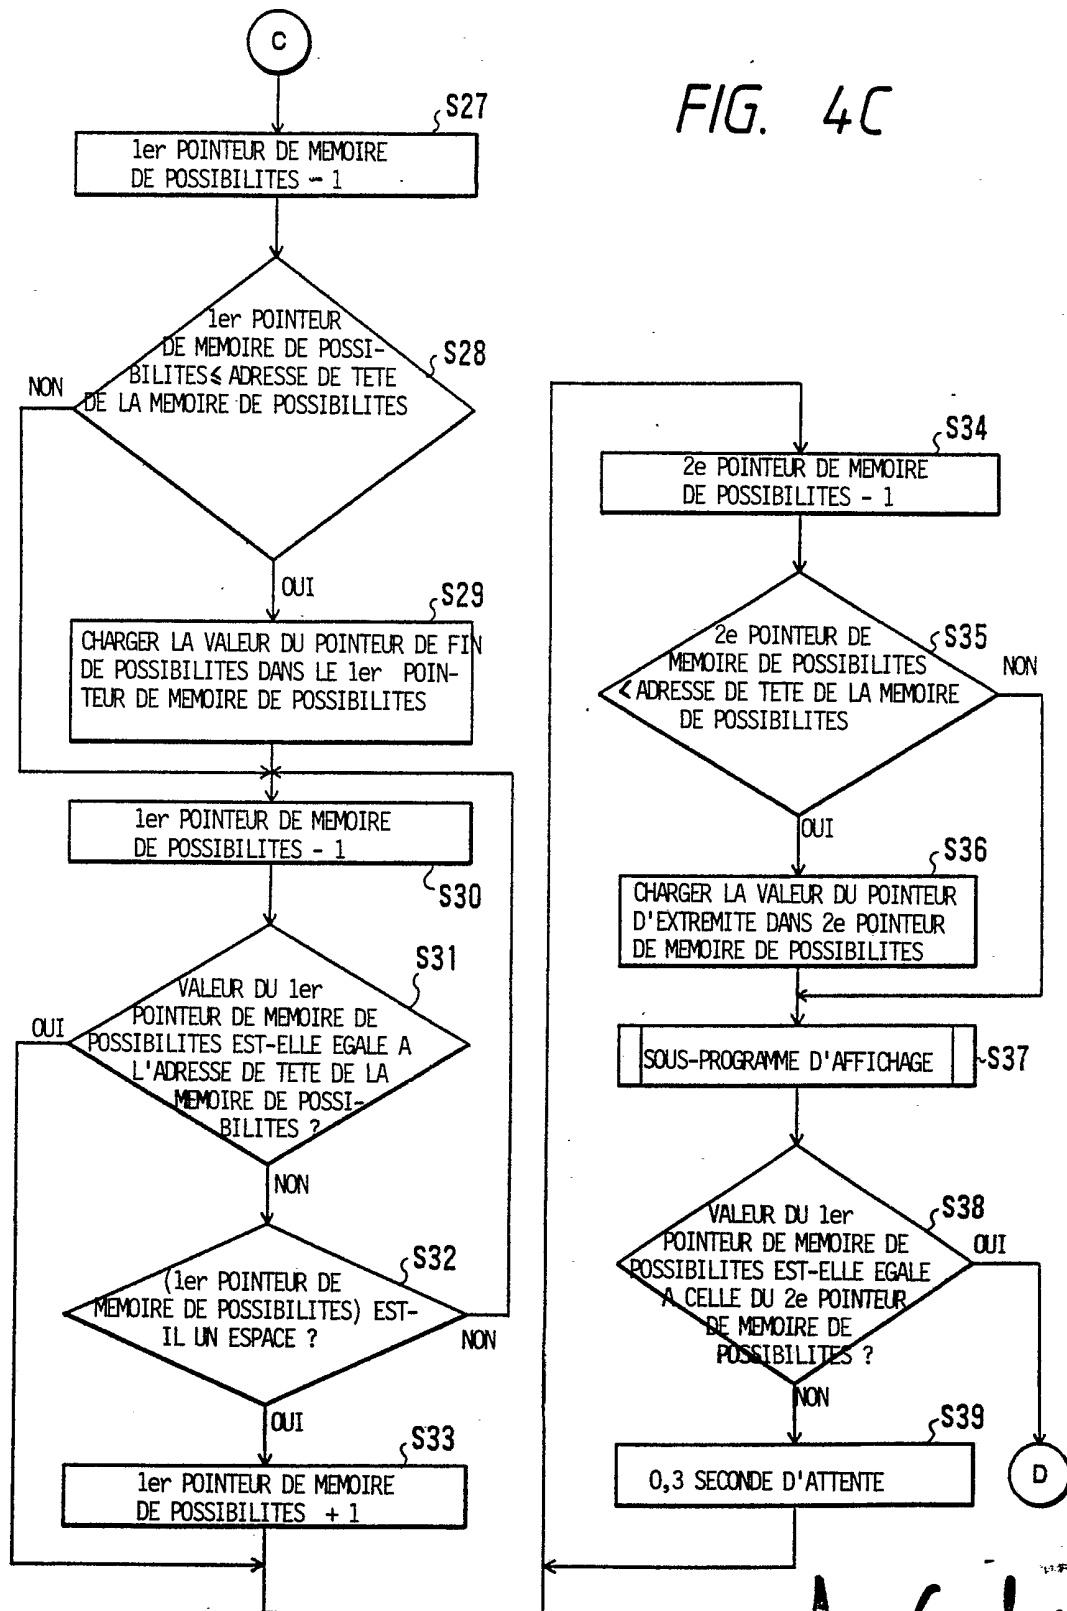 C
FIG. 4C
S27
1er POINTEUR DE MEMOIRE
DE POSSIBILITES - 1
1er POINTEUR
DE MEMOIRE DE POSSI-
BILITES ⩽ ADRESSE DE TETE
DE LA MEMOIRE DE POSSIBILITES
S28
NON
OUI
S29
CHARGER LA VALEUR DU POINTEUR DE FIN
DE POSSIBILITES DANS LE 1er POIN-
TEUR DE MEMOIRE DE POSSIBILITES
1er POINTEUR DE MEMOIRE
DE POSSIBILITES - 1
S30
S31
VALEUR DU 1er
POINTEUR DE MEMOIRE DE
POSSIBILITES EST-ELLE EGALE A
L'ADRESSE DE TETE DE LA
MEMOIRE DE POSSI-
BILITES ?
OUI
NON
S32
(1er POINTEUR DE
MEMOIRE DE POSSIBILITES) EST-
IL UN ESPACE ?
NON
OUI
S33
1er POINTEUR DE MEMOIRE
DE POSSIBILITES + 1
S34
2e POINTEUR DE MEMOIRE
DE POSSIBILITES - 1
S35
2e POINTEUR DE
MEMOIRE DE POSSIBILITES
⩽ ADRESSE DE TETE DE LA MEMOIRE
DE POSSIBILITES
NON
OUI
S36
CHARGER LA VALEUR DU POINTEUR
D'EXTREMITE DANS 2e POINTEUR
DE MEMOIRE DE POSSIBILITES
SOUS-PROGRAMME D'AFFICHAGE
S37
S38
VALEUR DU 1er
POINTEUR DE MEMOIRE DE
POSSIBILITES EST-ELLE EGALE
A CELLE DU 2e POINTEUR
DE MEMOIRE DE
POSSIBILITES ?
OUI
NON
S39
0,3 SECONDE D'ATTENTE
D